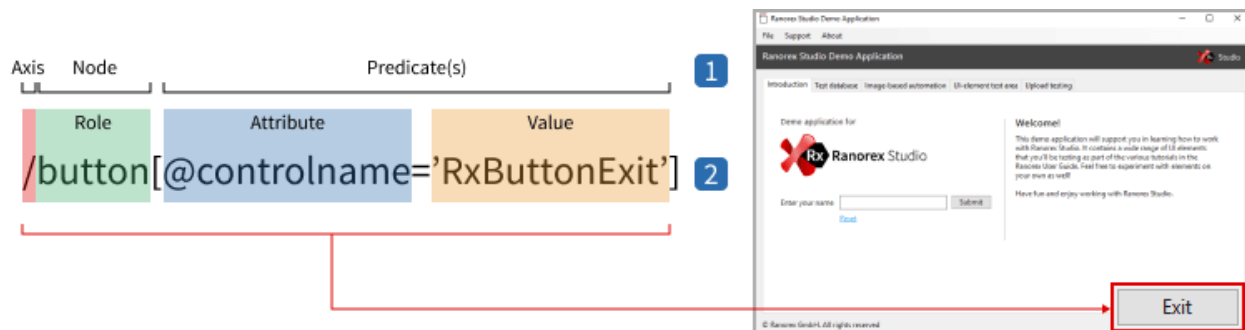 Axis Node Predicate(s) 1
Role Attribute Value
/button[@controlname='RxButtonExit'] 2
Ranorex Studio Demo Application
File Support About
Ranorex Studio Demo Application Studio
Introduction Test database Image-based automation UI-element test area Upload testing
Demo application for
Rx Ranorex Studio
Enter your name Submit
Reset
Welcome!
This demo application will support you in learning how to work
with Ranorex Studio. It contains a wide range of UI elements
that you'll be testing as part of the various tutorials in the
Ranorex User Guide. Feel free to experiment with elements on
your own as well!
Have fun and enjoy working with Ranorex Studio.
Exit
© Ranorex GmbH. All rights reserved